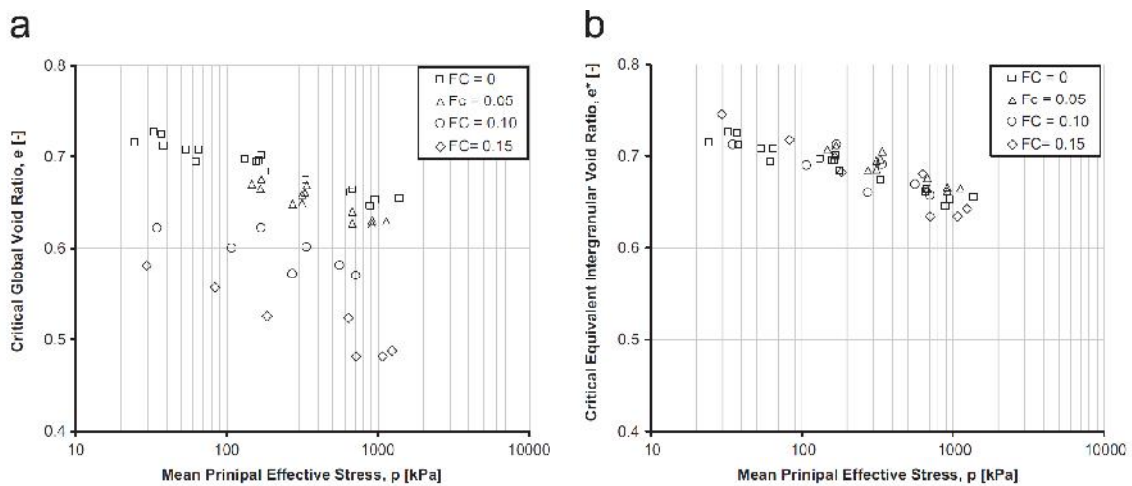 a
b
0.8
0.7
0.6
0.5
0.4
Critical Global Void Ratio, e [-]
FC = 0
Fc = 0.05
FC = 0.10
FC= 0.15
10
100
1000
10000
Mean Prinipal Effective Stress, p [kPa]
0.8
0.7
0.6
0.5
0.4
Critical Equivalent Intergranular Void Ratio, e* [-]
FC = 0
Fc = 0.05
FC = 0.10
FC= 0.15
10
100
1000
10000
Mean Prinipal Effective Stress, p [kPa]